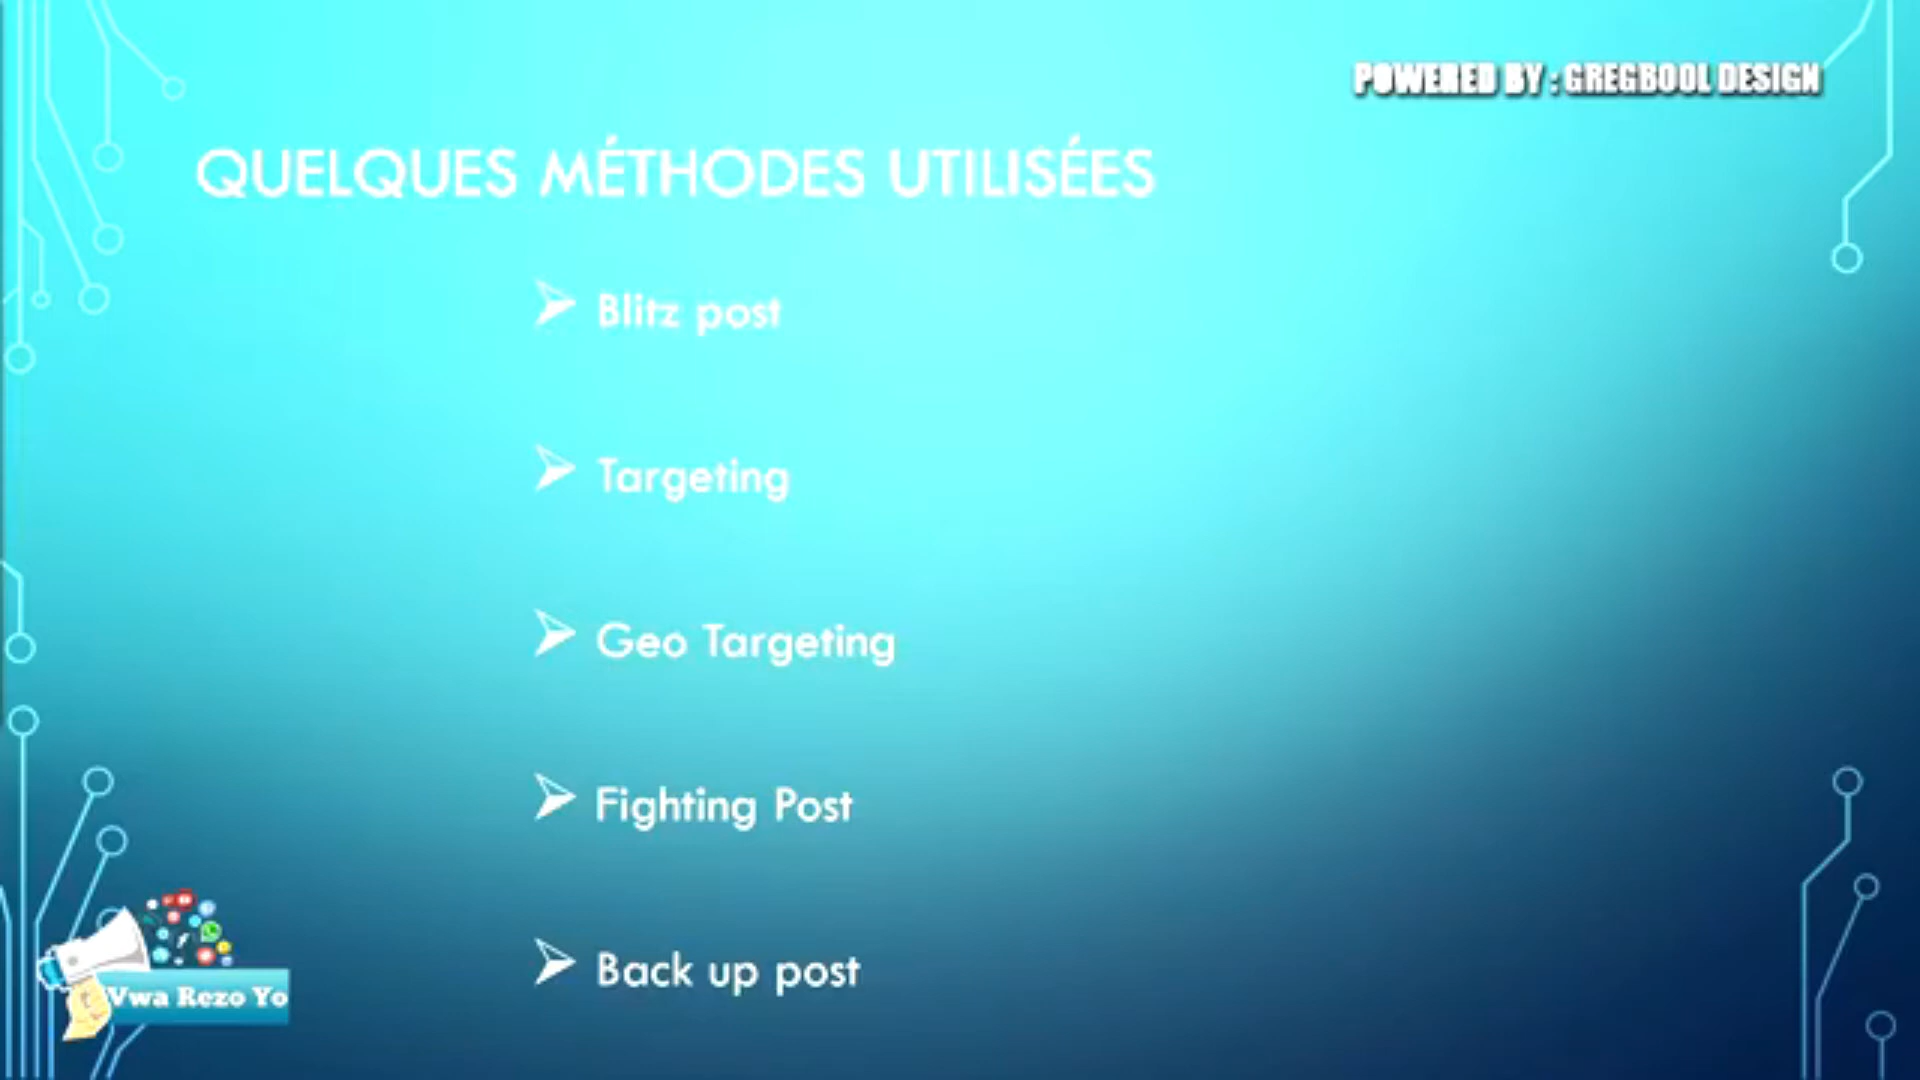 POWERED BY : GREGBOOL DESIGN
QUELQUES MÉTHODES UTILISÉES
Blitz post
Targeting
Geo Targeting
Fighting Post
Back up post
Vwa Rezo Yo